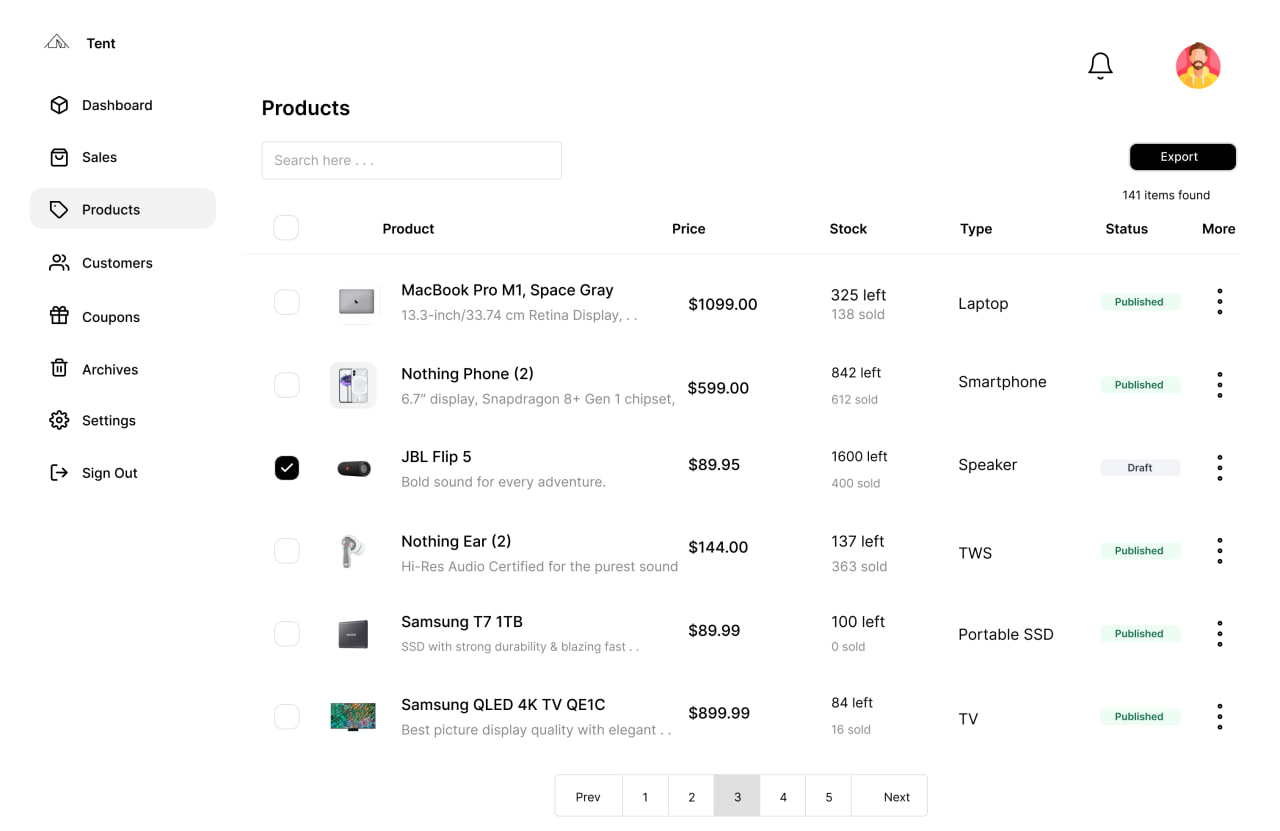 Tent
Dashboard
Sales
Products
Customers
Coupons
Archives
Settings
Sign Out
Products
Search here . . .
Export
141 items found
Product Price Stock Type Status More
MacBook Pro M1, Space Gray
13.3-inch/33.74 cm Retina Display, . .
$1099.00
325 left
138 sold
Laptop
Published
Nothing Phone (2)
6.7″ display, Snapdragon 8+ Gen 1 chipset,
$599.00
842 left
612 sold
Smartphone
Published
JBL Flip 5
Bold sound for every adventure.
$89.95
1600 left
400 sold
Speaker
Draft
Nothing Ear (2)
Hi-Res Audio Certified for the purest sound
$144.00
137 left
363 sold
TWS
Published
Samsung T7 1TB
SSD with strong durability & blazing fast . .
$89.99
100 left
0 sold
Portable SSD
Published
Samsung QLED 4K TV QE1C
Best picture display quality with elegant . .
$899.99
84 left
16 sold
TV
Published
Prev 1 2 3 4 5 Next